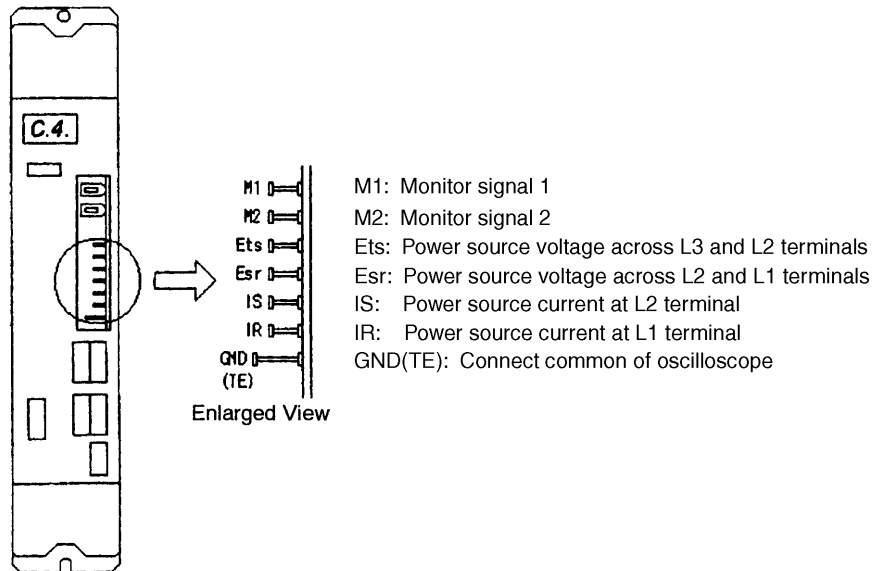 C.4.
M1 M1: Monitor signal 1
M2 M2: Monitor signal 2
Ets Ets: Power source voltage across L3 and L2 terminals
Esr Esr: Power source voltage across L2 and L1 terminals
IS IS: Power source current at L2 terminal
IR IR: Power source current at L1 terminal
GND GND(TE): Connect common of oscilloscope
(TE)
Enlarged View